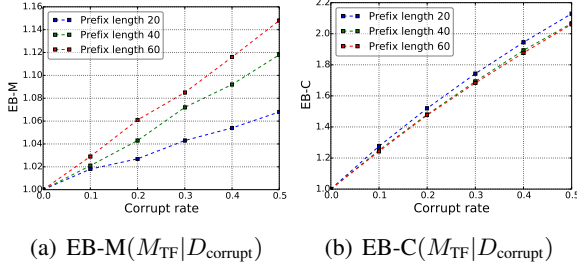 1.16
1.14
1.12
1.10
1.08
1.06
1.04
1.02
1.00
EB-M
Prefix length 20
Prefix length 40
Prefix length 60
0.0 0.1 0.2 0.3 0.4 0.5
Corrupt rate
(a) EB-M(M_TF|D_corrupt)
2.2
2.0
1.8
1.6
1.4
1.2
1.0
EB-C
Prefix length 20
Prefix length 40
Prefix length 60
0.0 0.1 0.2 0.3 0.4 0.5
Corrupt rate
(b) EB-C(M_TF|D_corrupt)